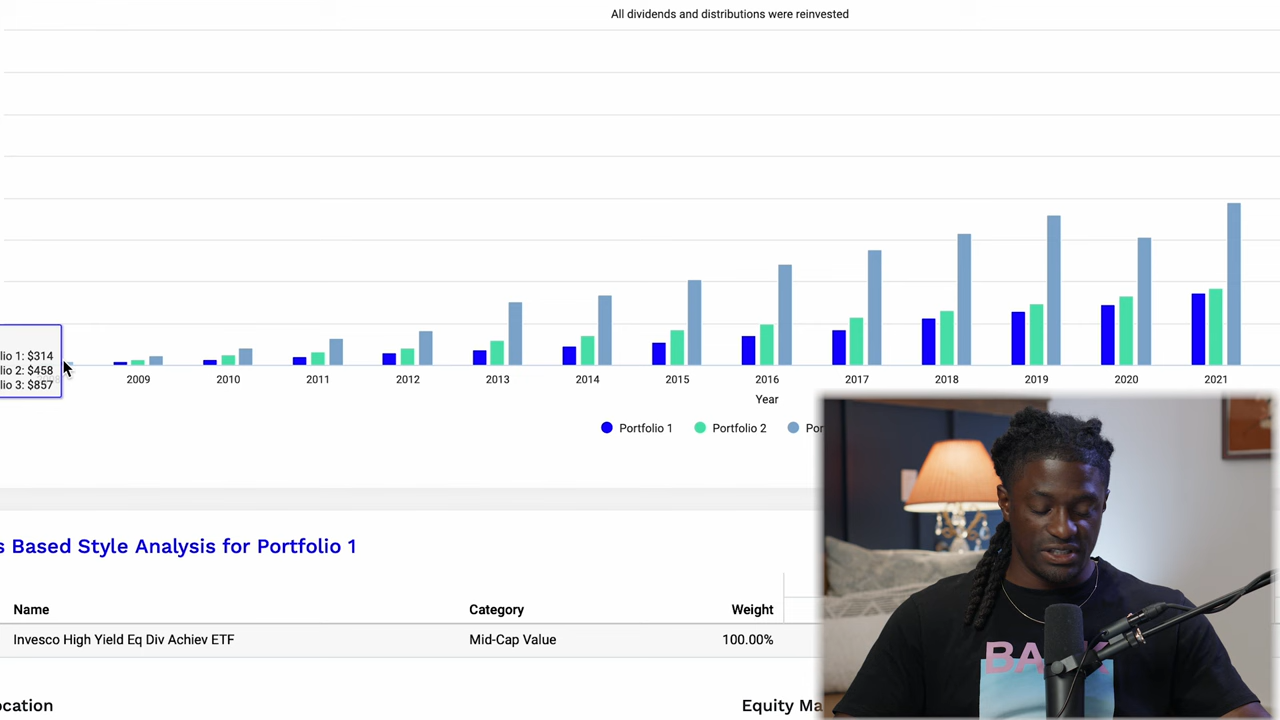 All dividends and distributions were reinvested
lio 1: $314
lio 2: $458
lio 3: $857
2009 2010 2011 2012 2013 2014 2015 2016 2017 2018 2019 2020 2021
Year
Portfolio 1 Portfolio 2 Por
s Based Style Analysis for Portfolio 1
Name Category Weight
Invesco High Yield Eq Div Achiev ETF Mid-Cap Value 100.00%
ocation Equity Ma